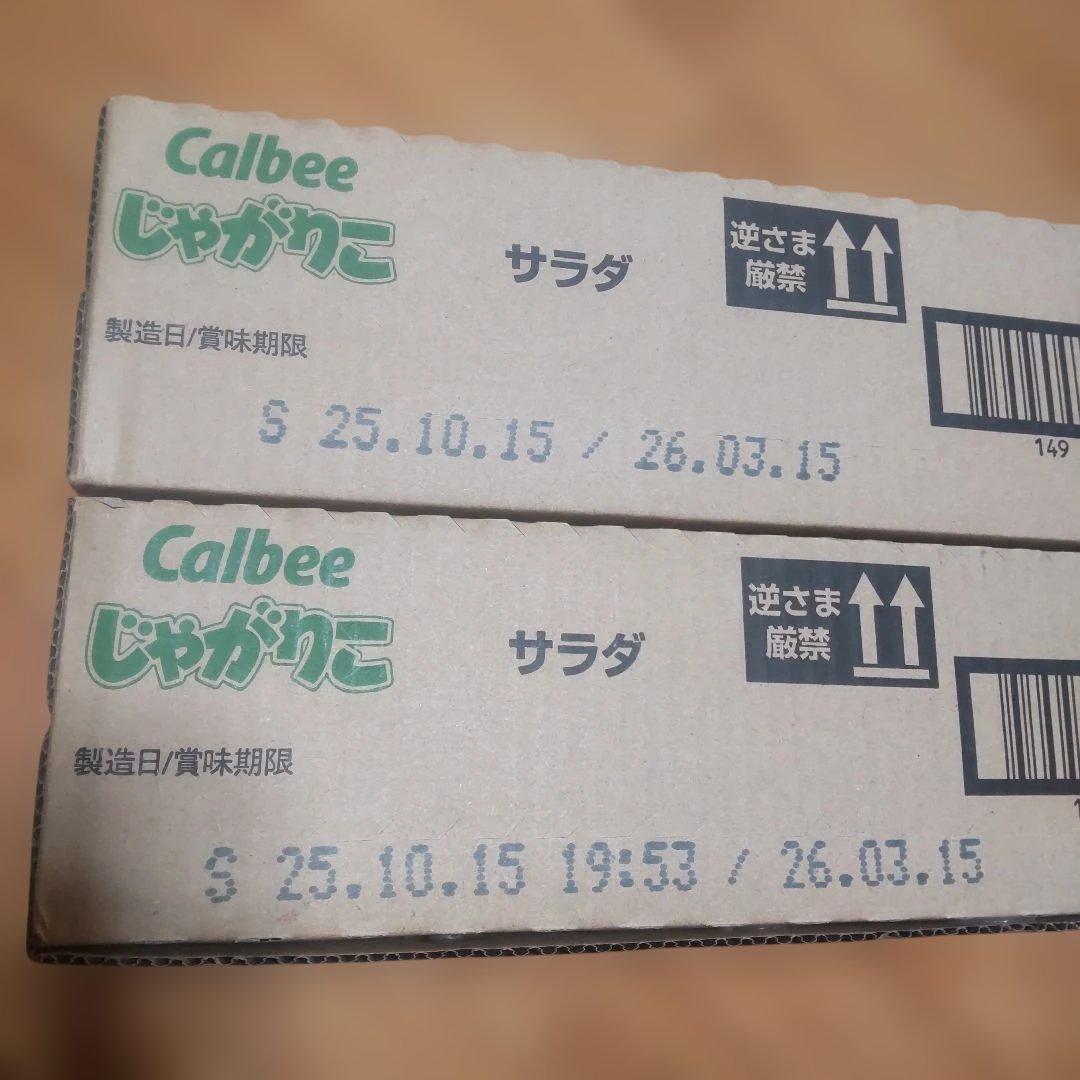 Calbee
じゃがりこ
サラダ
逆さま
厳禁
製造日/賞味期限
S 25.10.15 / 26.03.15
149
Calbee
じゃがりこ
サラダ
逆さま
厳禁
製造日/賞味期限
S 25.10.15 19:53 / 26.03.15